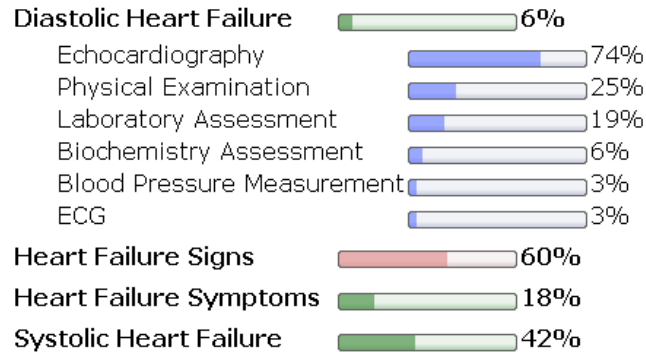 Diastolic Heart Failure 6%
Echocardiography 74%
Physical Examination 25%
Laboratory Assessment 19%
Biochemistry Assessment 6%
Blood Pressure Measurement 3%
ECG 3%
Heart Failure Signs 60%
Heart Failure Symptoms 18%
Systolic Heart Failure 42%